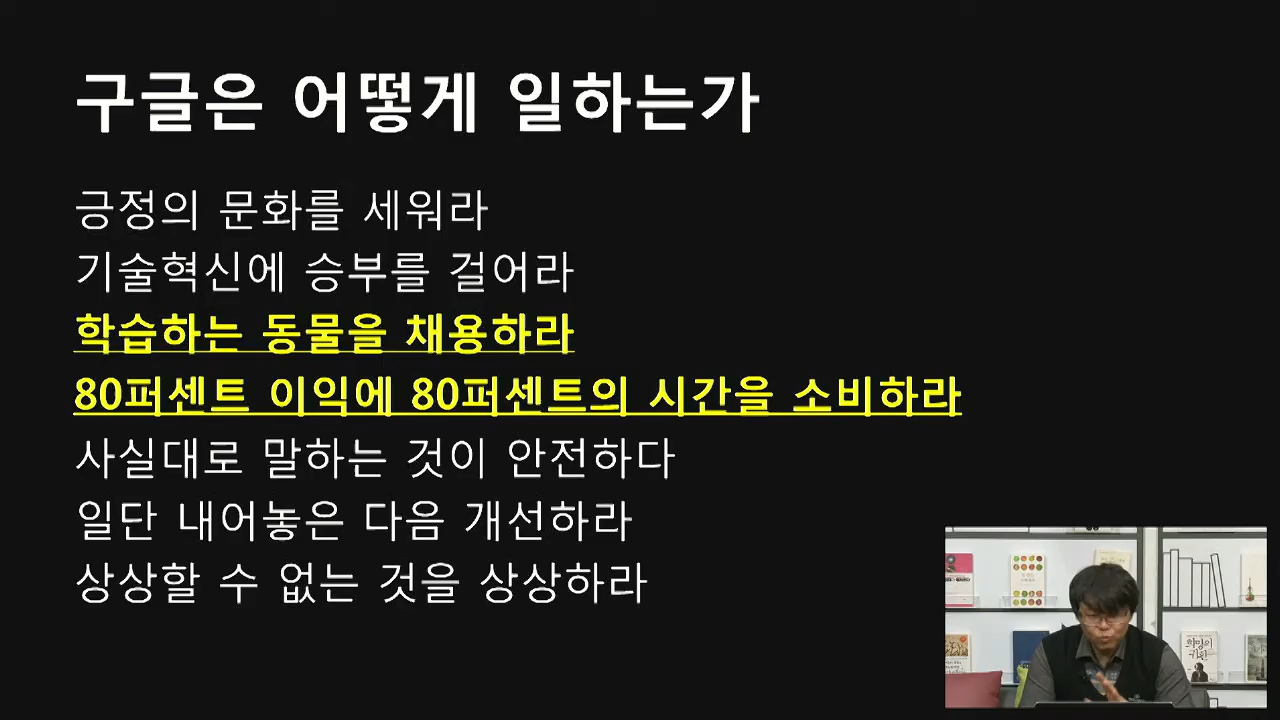 구글은 어떻게 일하는가
긍정의 문화를 세워라
기술혁신에 승부를 걸어라
학습하는 동물을 채용하라
80퍼센트 이익에 80퍼센트의 시간을 소비하라
사실대로 말하는 것이 안전하다
일단 내어놓은 다음 개선하라
상상할 수 없는 것을 상상하라
희망의
귀환